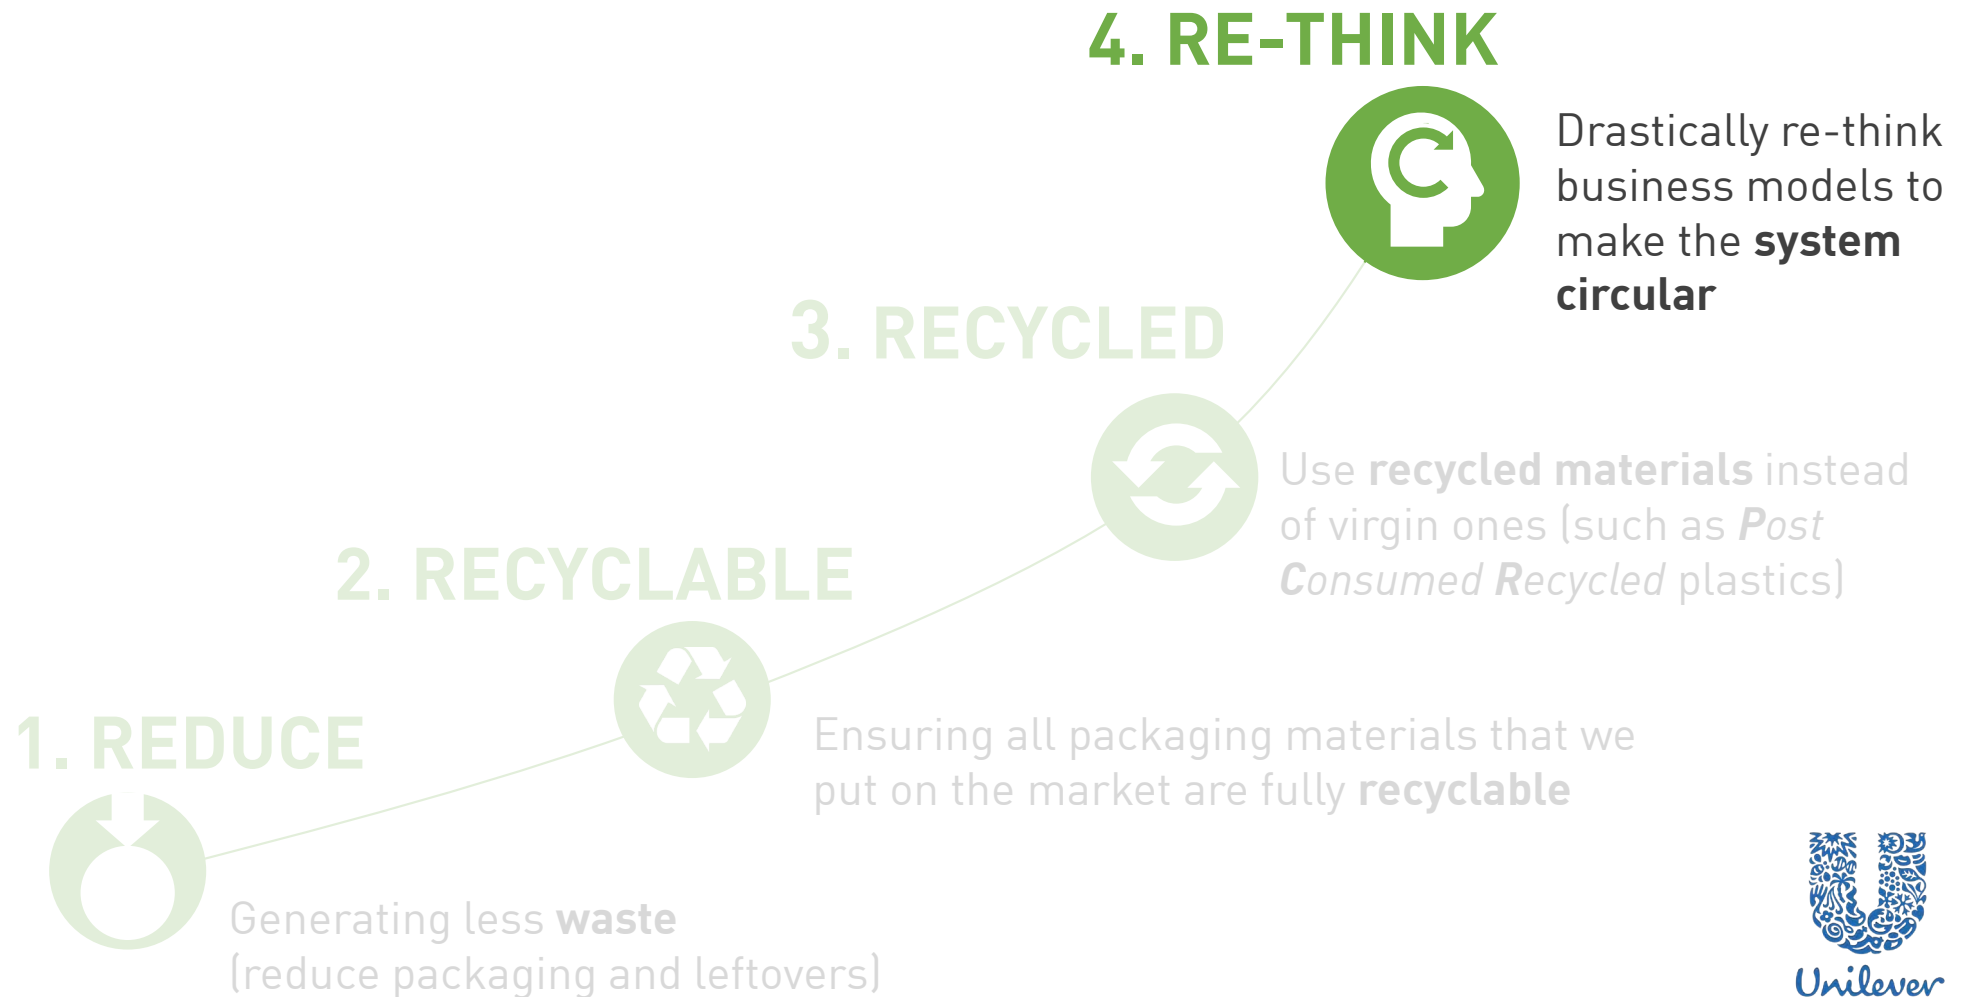 4. RE-THINK
Drastically re-think
business models to
make the system
circular
3. RECYCLED
Use recycled materials instead
of virgin ones (such as Post
Consumed Recycled plastics)
2. RECYCLABLE
Ensuring all packaging materials that we
put on the market are fully recyclable
1. REDUCE
Generating less waste
(reduce packaging and leftovers)
Unilever